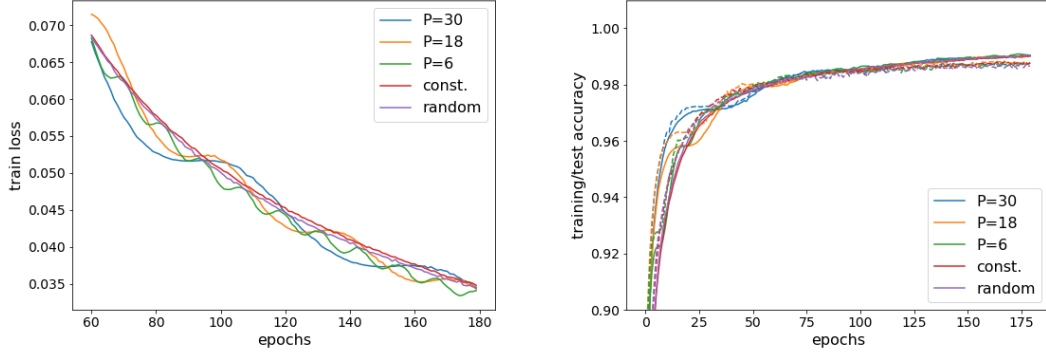 0.070
0.065
0.060
0.055
0.050
0.045
0.040
0.035
train loss
60
80
100
120
140
160
180
epochs
P=30
P=18
P=6
const.
random
1.00
0.98
0.96
0.94
0.92
0.90
training/test accuracy
0
25
50
75
100
125
150
175
epochs
P=30
P=18
P=6
const.
random